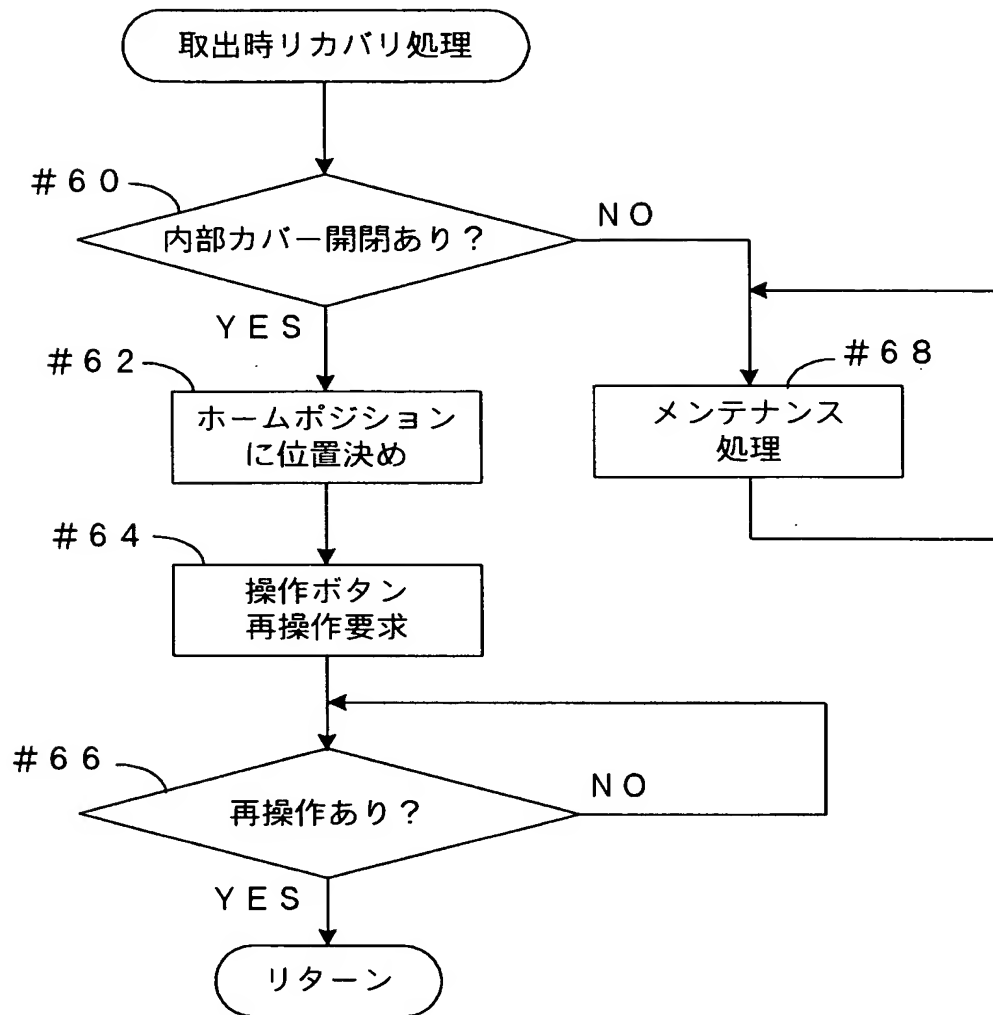 取出時リカバリ処理
#60
内部カバー開閉あり?
NO
YES
#62
ホームポジション
に位置決め
#68
メンテナンス
処理
#64
操作ボタン
再操作要求
#66
再操作あり?
NO
YES
リターン